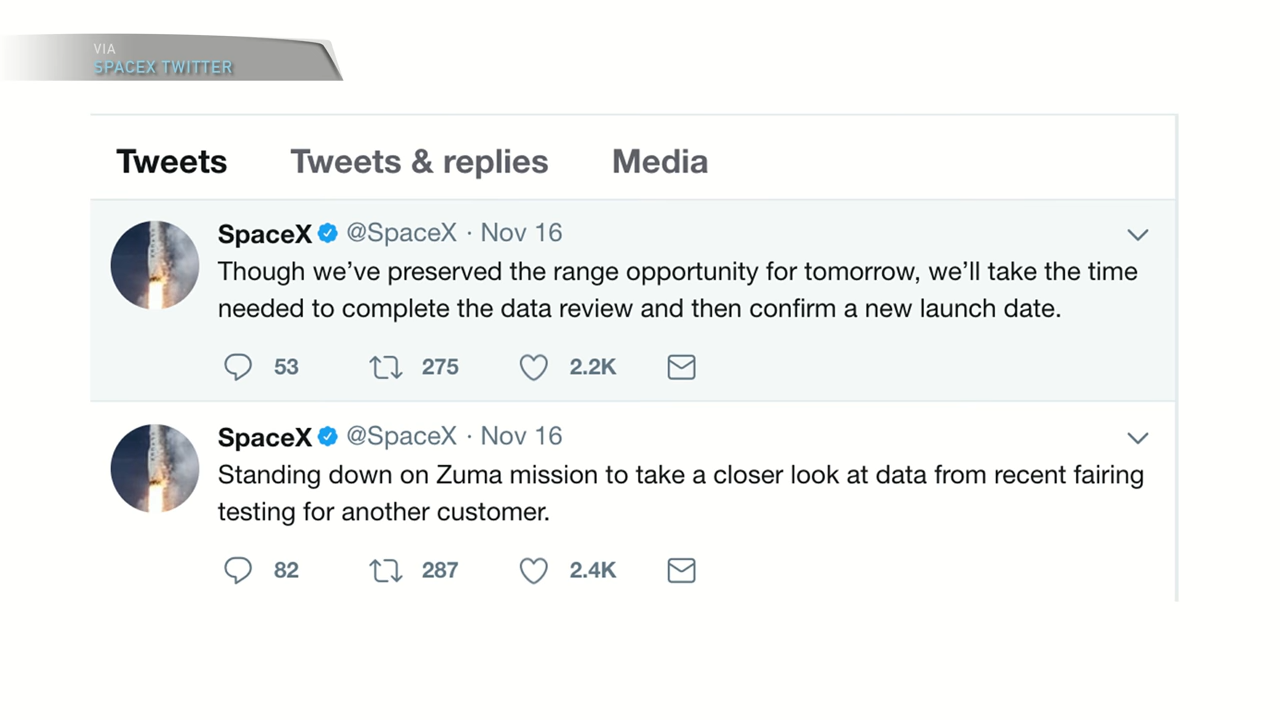 VIA
SPACEX TWITTER
Tweets Tweets & replies Media
SpaceX @SpaceX · Nov 16
Though we’ve preserved the range opportunity for tomorrow, we’ll take the time
needed to complete the data review and then confirm a new launch date.
53 275 2.2K
SpaceX @SpaceX · Nov 16
Standing down on Zuma mission to take a closer look at data from recent fairing
testing for another customer.
82 287 2.4K